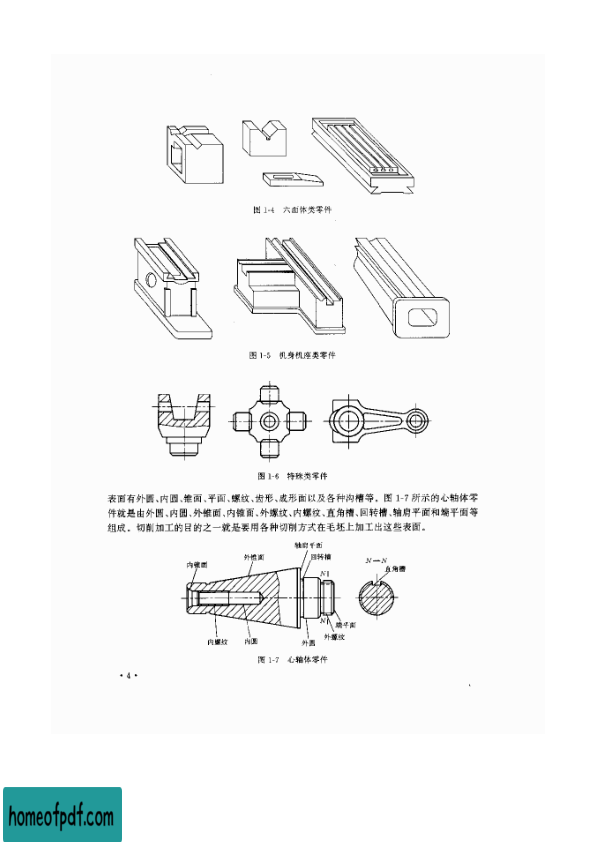 图 1-4 六面体类零件
图 1-5 机身机座类零件
图 1-6 特殊类零件
表面有外圆、内圆、锥面、平面、螺纹、齿形、成形面以及各种沟槽等。图 1-7 所示的心轴体零
件就是由外圆、内圆、外锥面、内锥面、外螺纹、内螺纹、直角槽、回转槽、轴肩平面和端平面等
组成。切削加工的目的之一就是要用各种切削方式在毛坯上加工出这些表面。
轴肩平面
外锥面
回转槽
内锥面
N—N
直角槽
N
N
端平面
内螺纹
内圆
外圆
外螺纹
图 1-7 心轴体零件
· 4 ·
homeofpdf.com